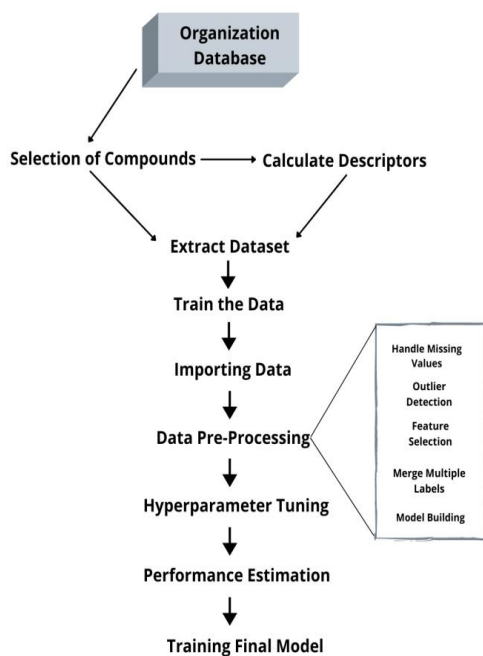 Organization
Database
Selection of Compounds
Calculate Descriptors
Extract Dataset
Train the Data
Importing Data
Data Pre-Processing
Handle Missing
Values
Outlier
Detection
Feature
Selection
Merge Multiple
Labels
Model Building
Hyperparameter Tuning
Performance Estimation
Training Final Model